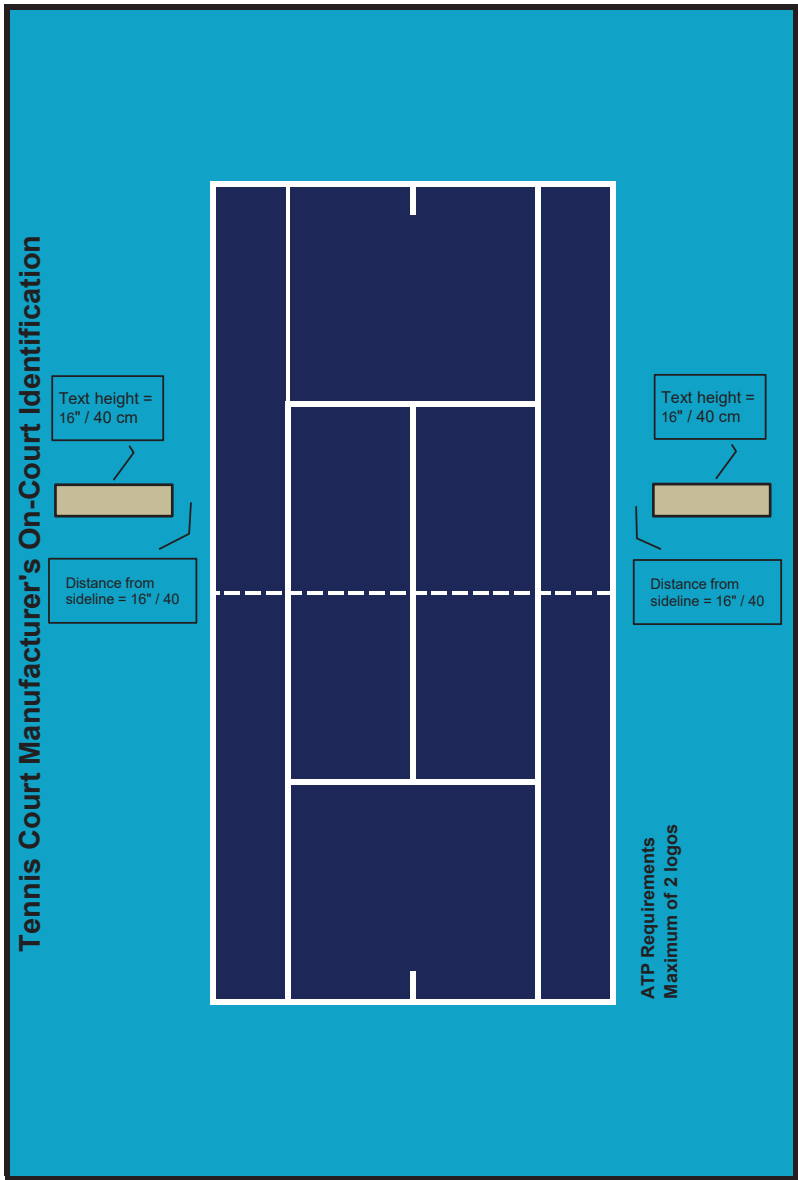 Tennis Court Manufacturer's On-Court Identification
Text height =
16" / 40 cm
Distance from
sideline = 16" / 40
Text height =
16" / 40 cm
Distance from
sideline = 16" / 40
ATP Requirements
Maximum of 2 logos